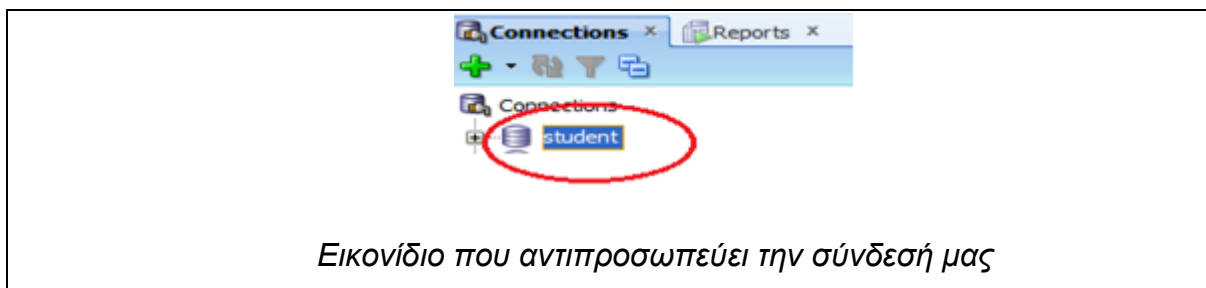 Connections × Reports ×
Connections
student
Εικονίδιο που αντιπροσωπεύει την σύνδεσή μας